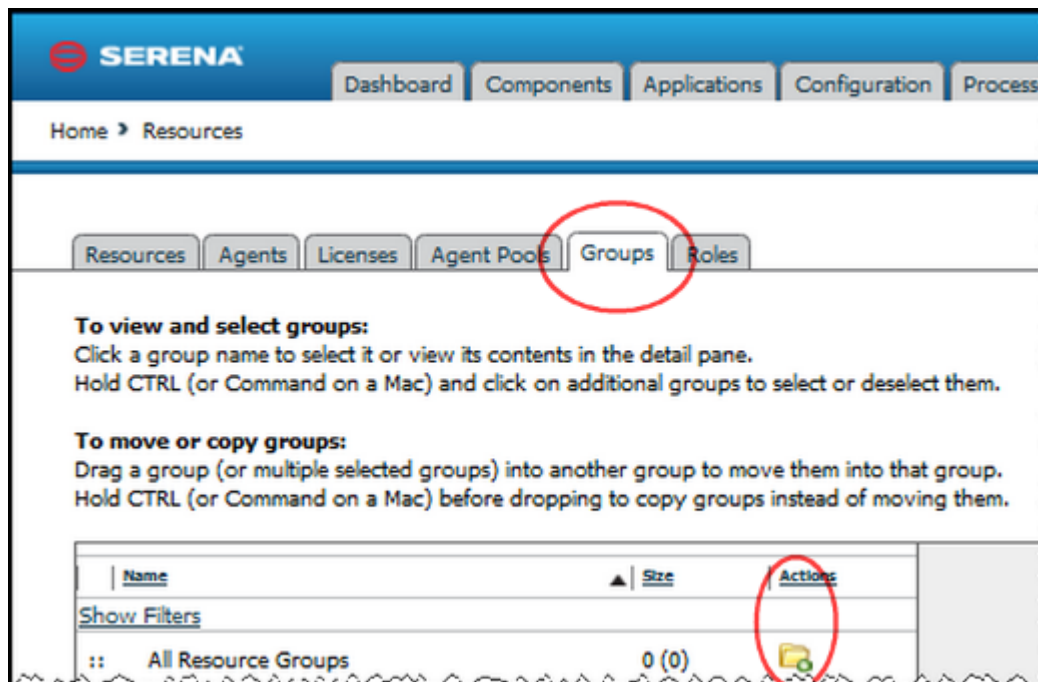 SERENA
Dashboard Components Applications Configuration Process
Home > Resources
Resources Agents Licenses Agent Pools Groups Roles
To view and select groups:
Click a group name to select it or view its contents in the detail pane.
Hold CTRL (or Command on a Mac) and click on additional groups to select or deselect them.
To move or copy groups:
Drag a group (or multiple selected groups) into another group to move them into that group.
Hold CTRL (or Command on a Mac) before dropping to copy groups instead of moving them.
Name Size Actions
Show Filters
:: All Resource Groups 0 (0)